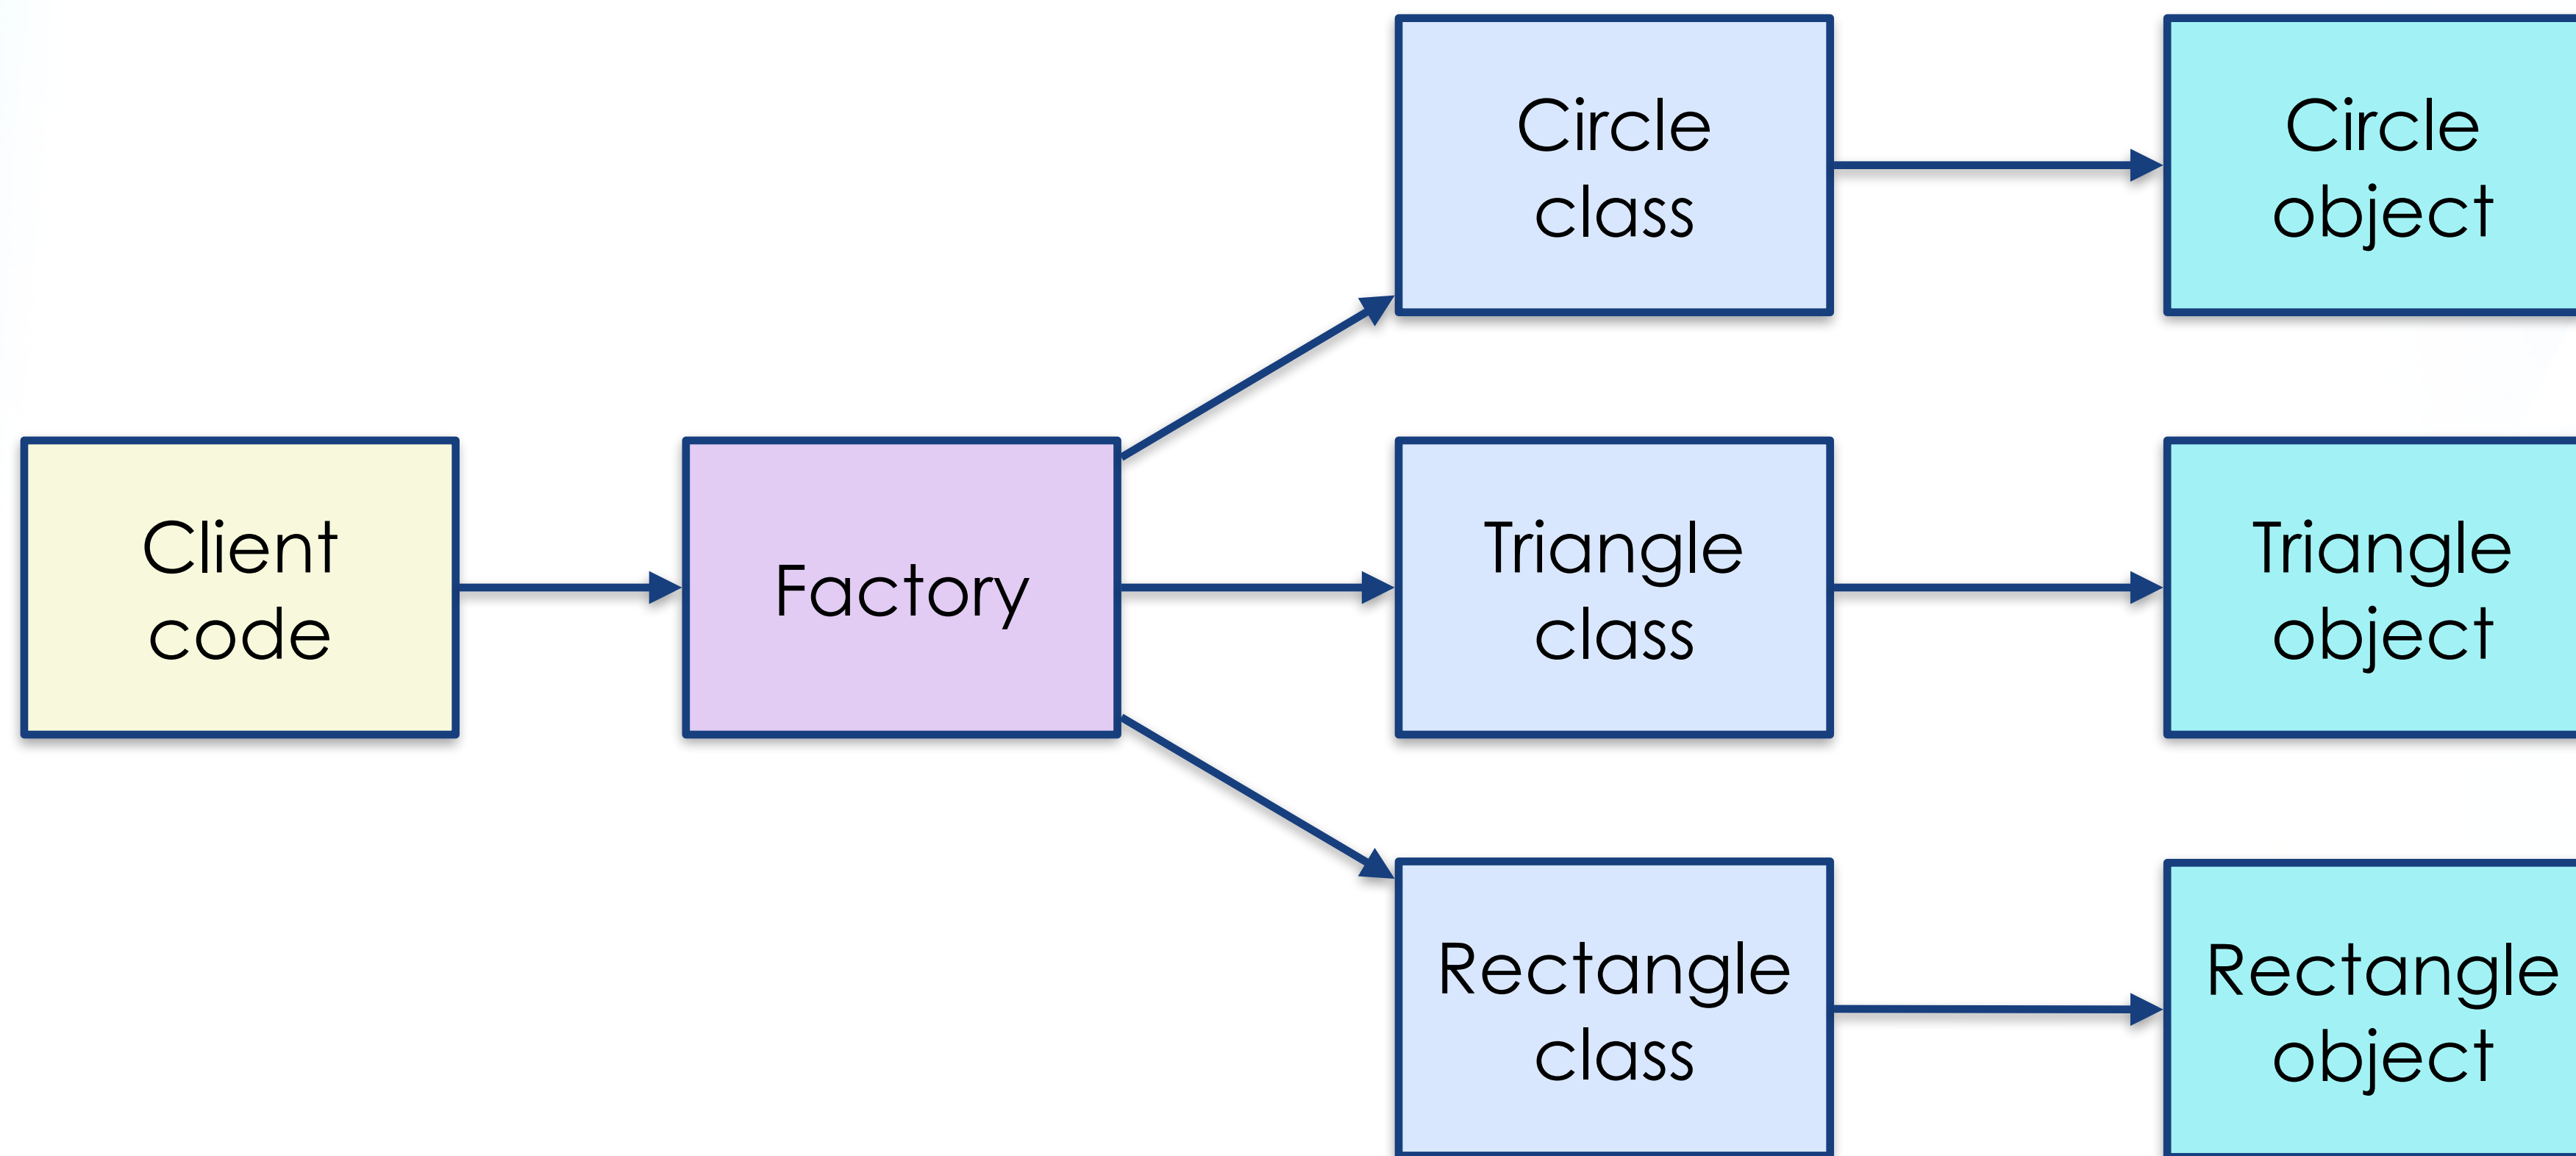 Circle
class
Circle
object
Client
code
Factory
Triangle
class
Triangle
object
Rectangle
class
Rectangle
object